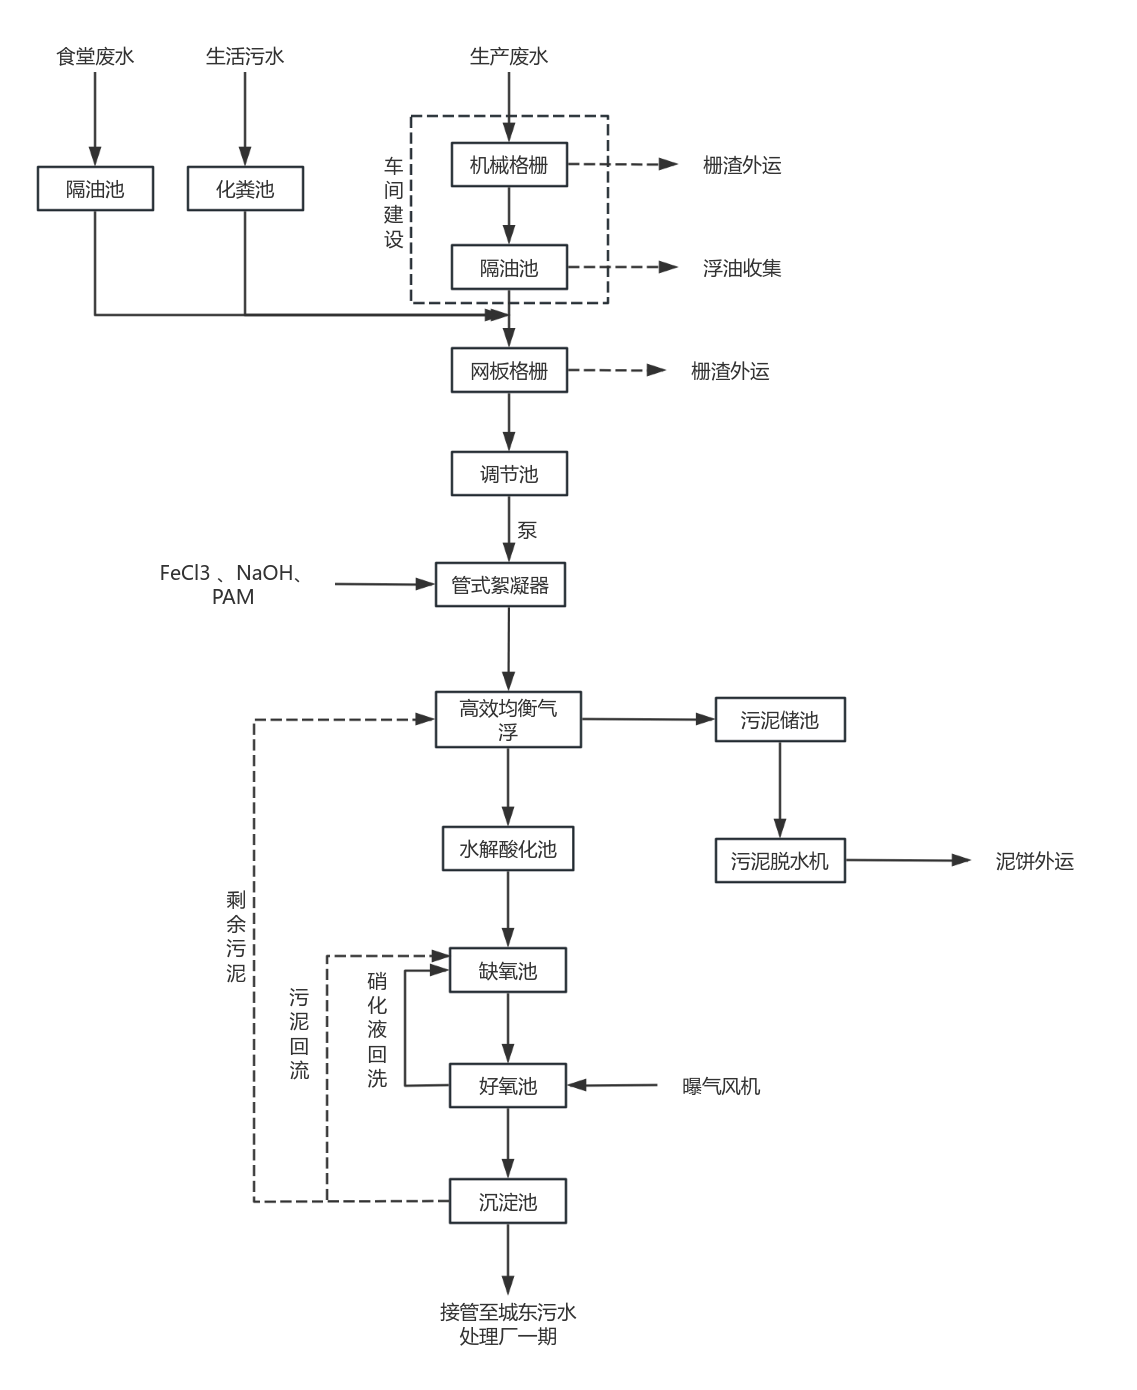 食堂废水
生活污水
生产废水
车间建设
机械格栅
栅渣外运
隔油池
化粪池
隔油池
浮油收集
网板格栅
栅渣外运
调节池
泵
FeCl3 、NaOH、
PAM
管式絮凝器
高效均衡气
浮
污泥储池
水解酸化池
污泥脱水机
泥饼外运
剩余污泥
污泥回流
硝化液回洗
缺氧池
好氧池
曝气风机
沉淀池
接管至城东污水
处理厂一期